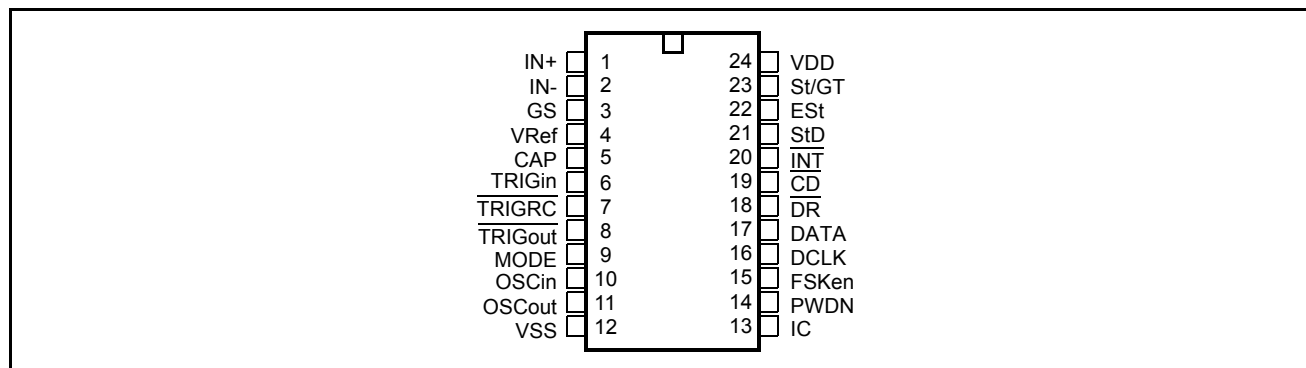 IN+ 1 24 VDD
IN- 2 23 St/GT
GS 3 22 ESt
VRef 4 21 StD
CAP 5 20 INT
TRIGin 6 19 CD
TRIGRC 7 18 DR
TRIGout 8 17 DATA
MODE 9 16 DCLK
OSCin 10 15 FSKen
OSCout 11 14 PWDN
VSS 12 13 IC